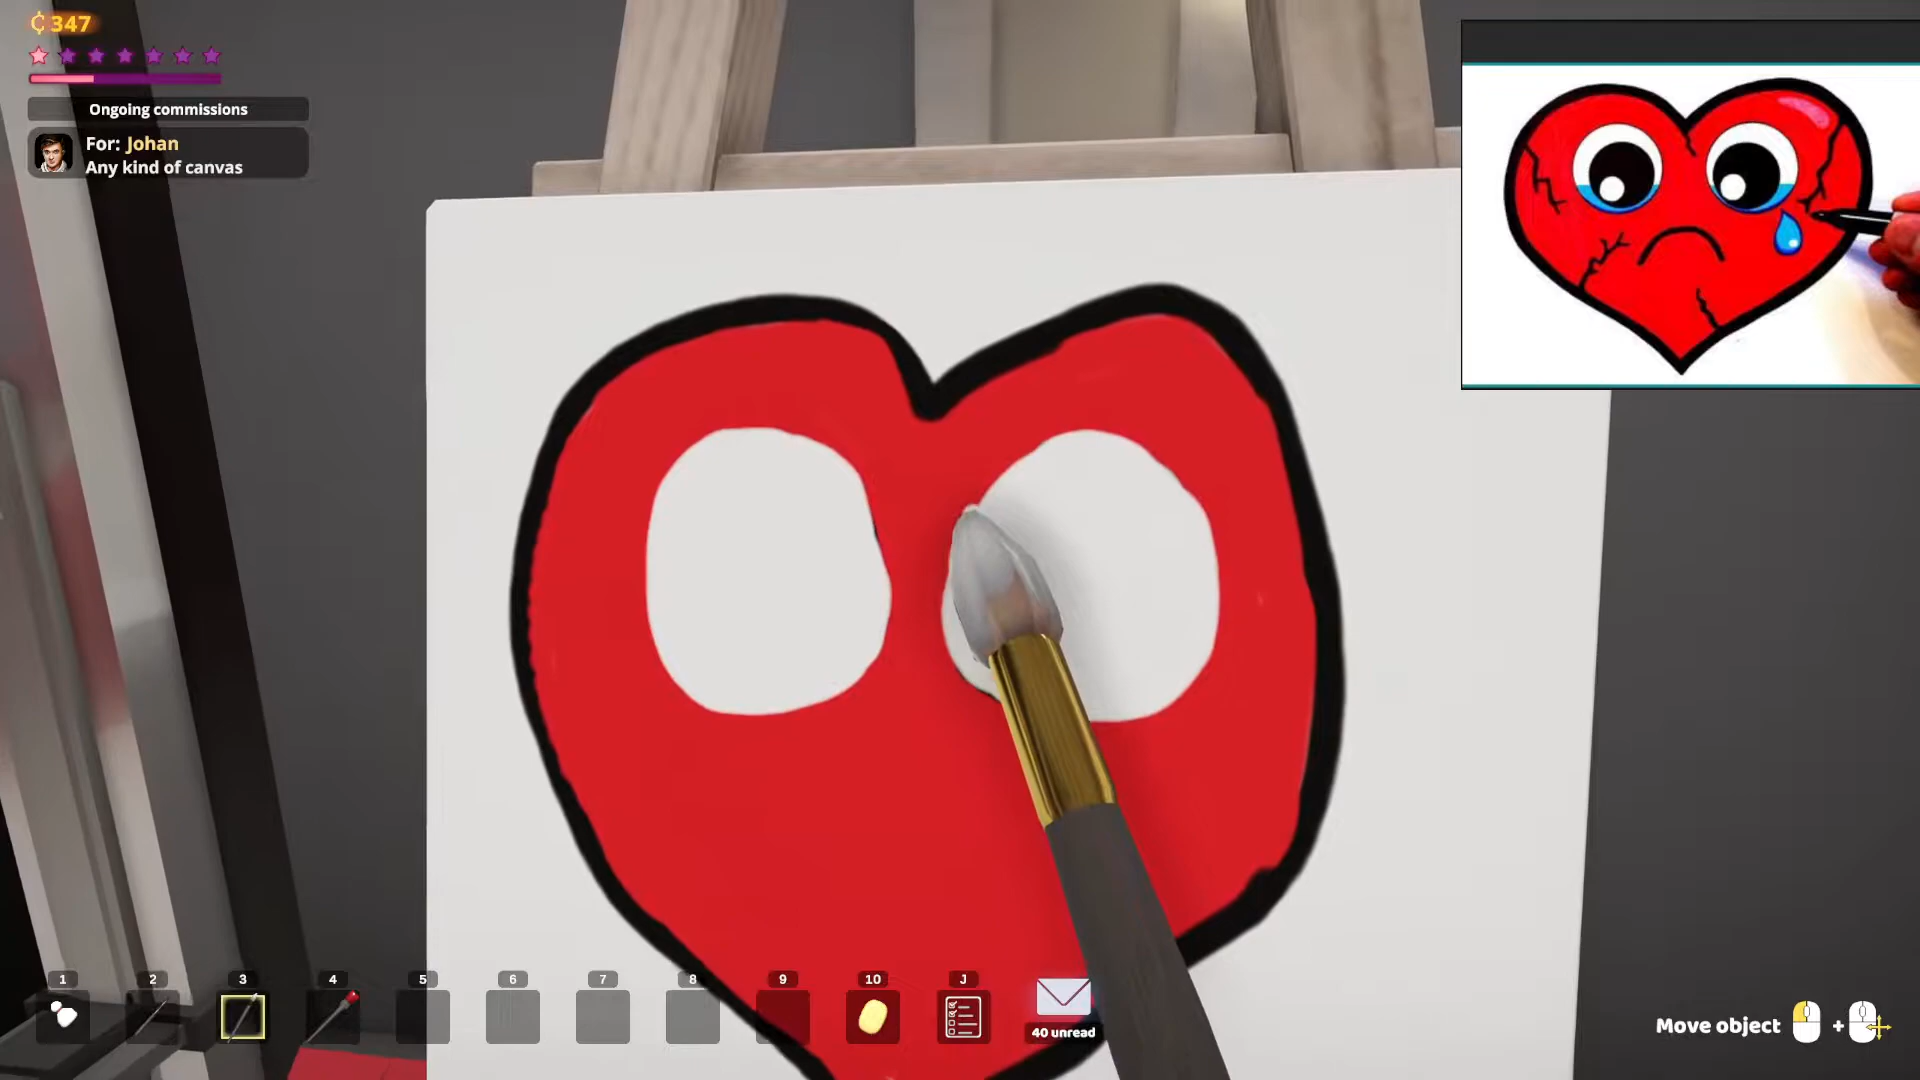 ₵347
Ongoing commissions
For: Johan
Any kind of canvas
1 2 3 4 5 6 7 8 9 10 J
40 unread
Move object +